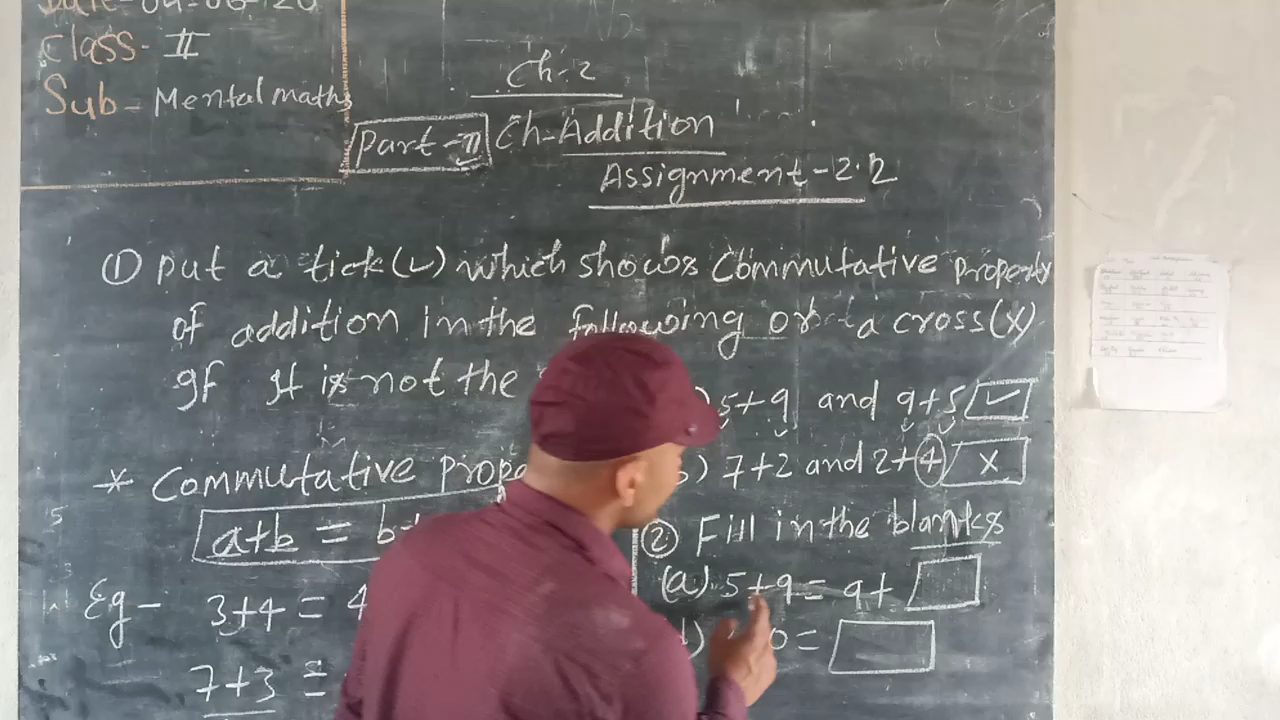 Class - II
Sub - Mental maths
Ch-2
Part-II Ch-Addition
Assignment-2.2
① Put a tick(✓) which shows Commutative Property
of addition in the following or a cross(x)
If It is not the
5+9 and 9+5 ✓
* Commutative
b) 7+2 and 2+4 x
a+b =
② Fill in the blanks
Eg- 3+4 = 4
(a) 5+9 = 9+
7+3 =